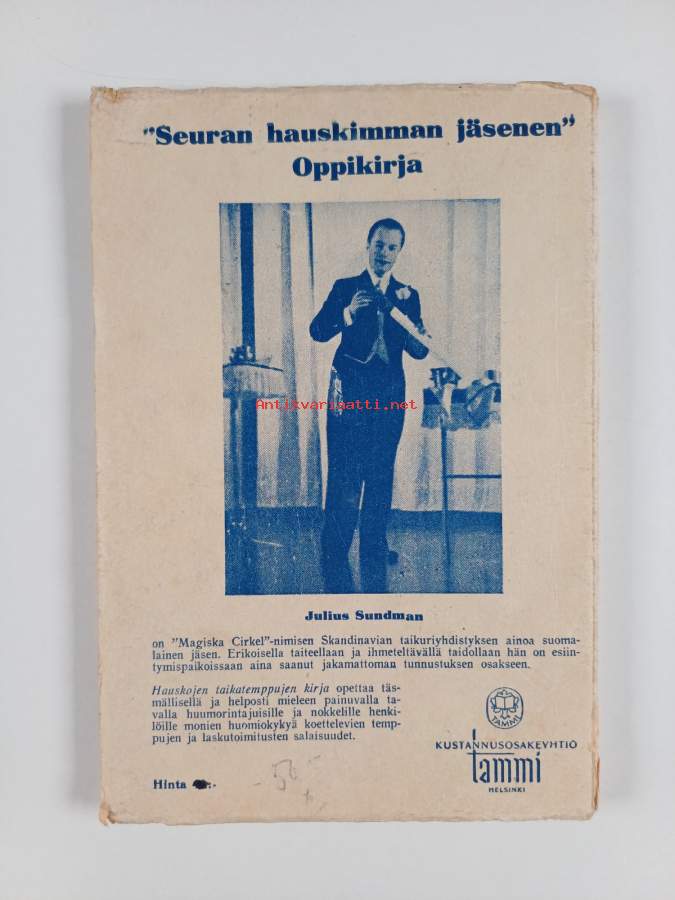 "Seuran hauskimman jäsenen"
Oppikirja
Antikvariaatti.net
Julius Sundman
on "Magiska Cirkel"-nimisen Skandinavian taikuriyhdistyksen ainoa suoma-
lainen jäsen. Erikoisella taiteellaan ja ihmeteltävällä taidollaan hän on esiin-
tymispaikoissaan aina saanut jakamattoman tunnustuksen osakseen.
Hauskojen taikatemppujen kirja opettaa täs-
mällisellä ja helposti mieleen painuvalla ta-
valla huumorintajuisille ja nokkelille henki-
löille monien huomiokykyä koettelevien temp-
pujen ja laskutoimitusten salaisuudet.
TAMMI
KUSTANNUSOSAKEYHTIÖ
tammi
HELSINKI
Hinta
- 50 -